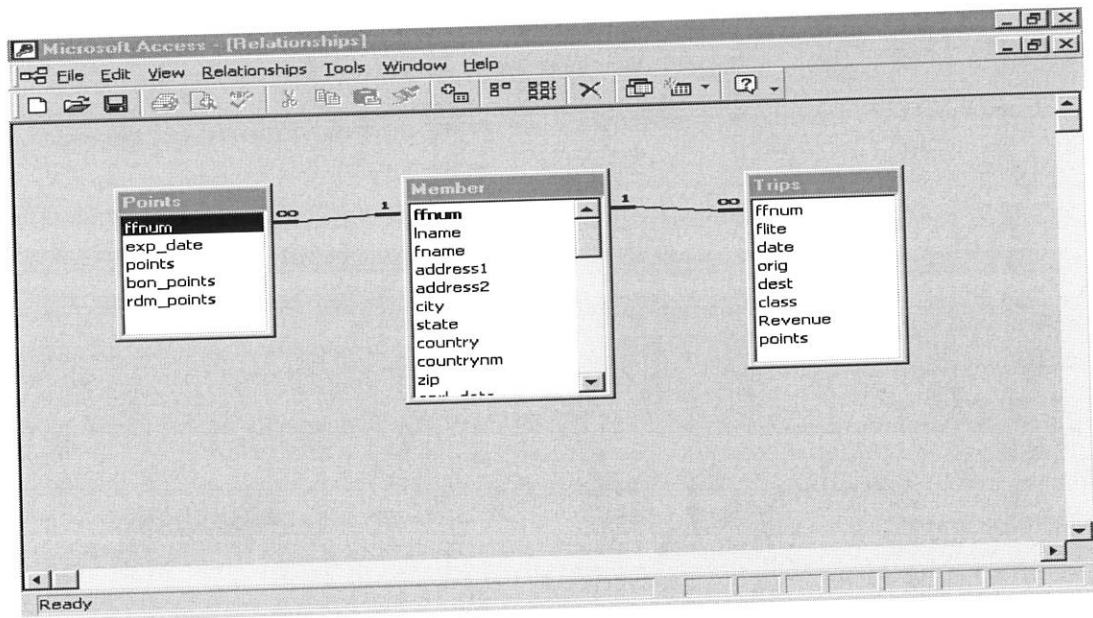 Microsoft Access - [Relationships]
File Edit View Relationships Tools Window Help
Points
ffnum
exp_date
points
bon_points
rdm_points
∞ 1
Member
ffnum
lname
fname
address1
address2
city
state
country
countrynm
zip
1 ∞
Trips
ffnum
flite
date
orig
dest
class
Revenue
points
Ready